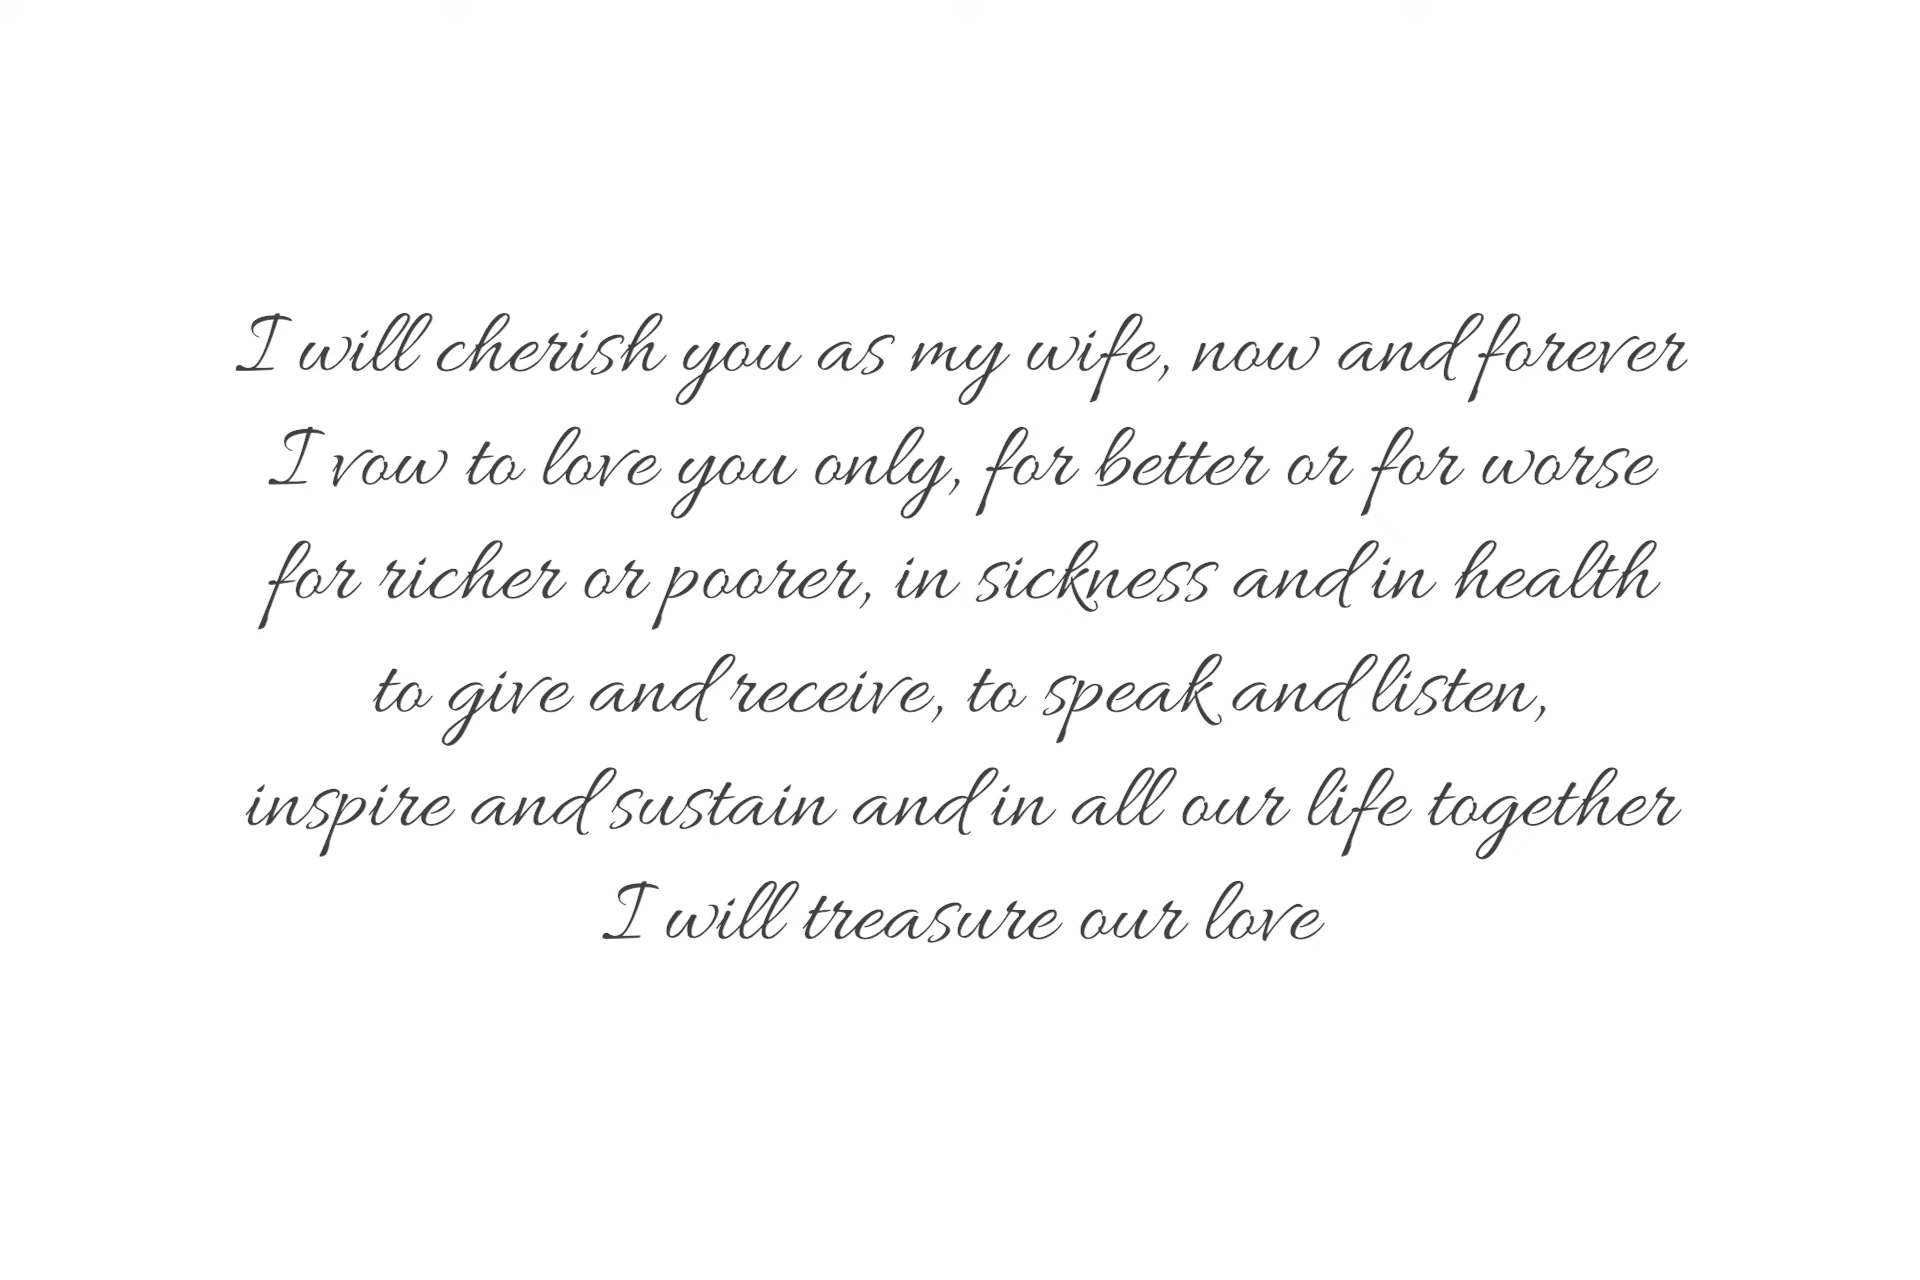 I will cherish you as my wife, now and forever
I vow to love you only, for better or for worse
for richer or poorer, in sickness and in health
to give and receive, to speak and listen,
inspire and sustain and in all our life together
I will treasure our love